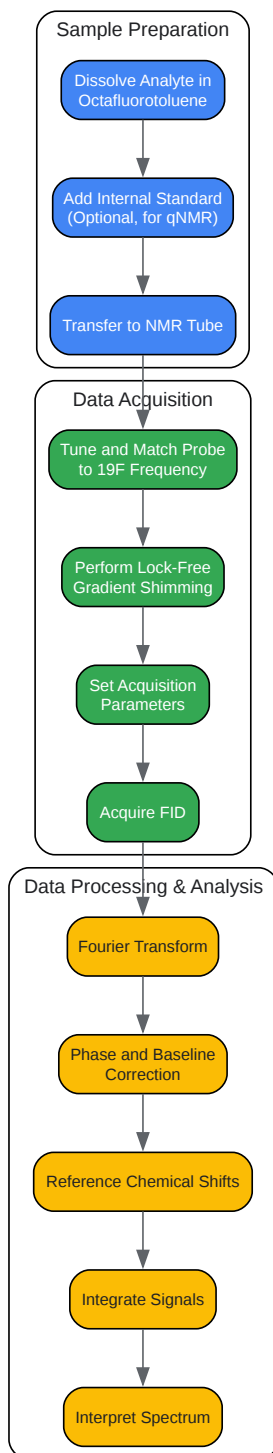 Sample Preparation
Dissolve Analyte in
Octafluorotoluene
Add Internal Standard
(Optional, for qNMR)
Transfer to NMR Tube
Data Acquisition
Tune and Match Probe
to 19F Frequency
Perform Lock-Free
Gradient Shimming
Set Acquisition
Parameters
Acquire FID
Data Processing & Analysis
Fourier Transform
Phase and Baseline
Correction
Reference Chemical Shifts
Integrate Signals
Interpret Spectrum